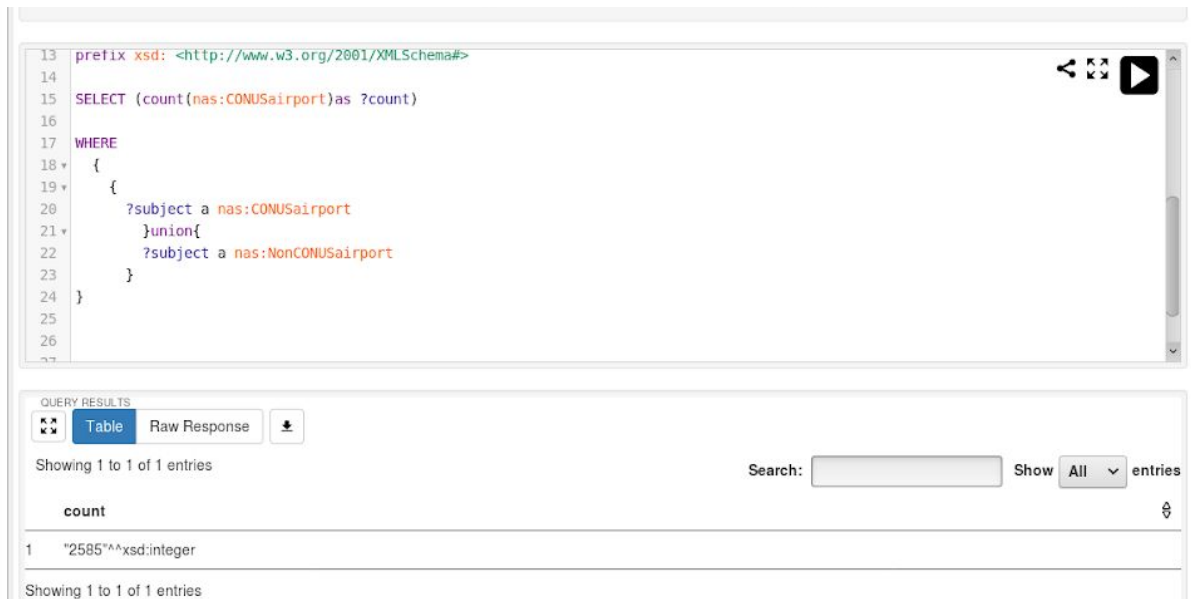 13 prefix xsd: <http://www.w3.org/2001/XMLSchema#>
14
15 SELECT (count(nas:CONUSairport)as ?count)
16
17 WHERE
18 {
19 {
20 ?subject a nas:CONUSairport
21 }union{
22 ?subject a nas:NonCONUSairport
23 }
24 }
25
26
27
QUERY RESULTS
Table Raw Response
Showing 1 to 1 of 1 entries
Search: Show All entries
count
1 "2585"^^xsd:integer
Showing 1 to 1 of 1 entries